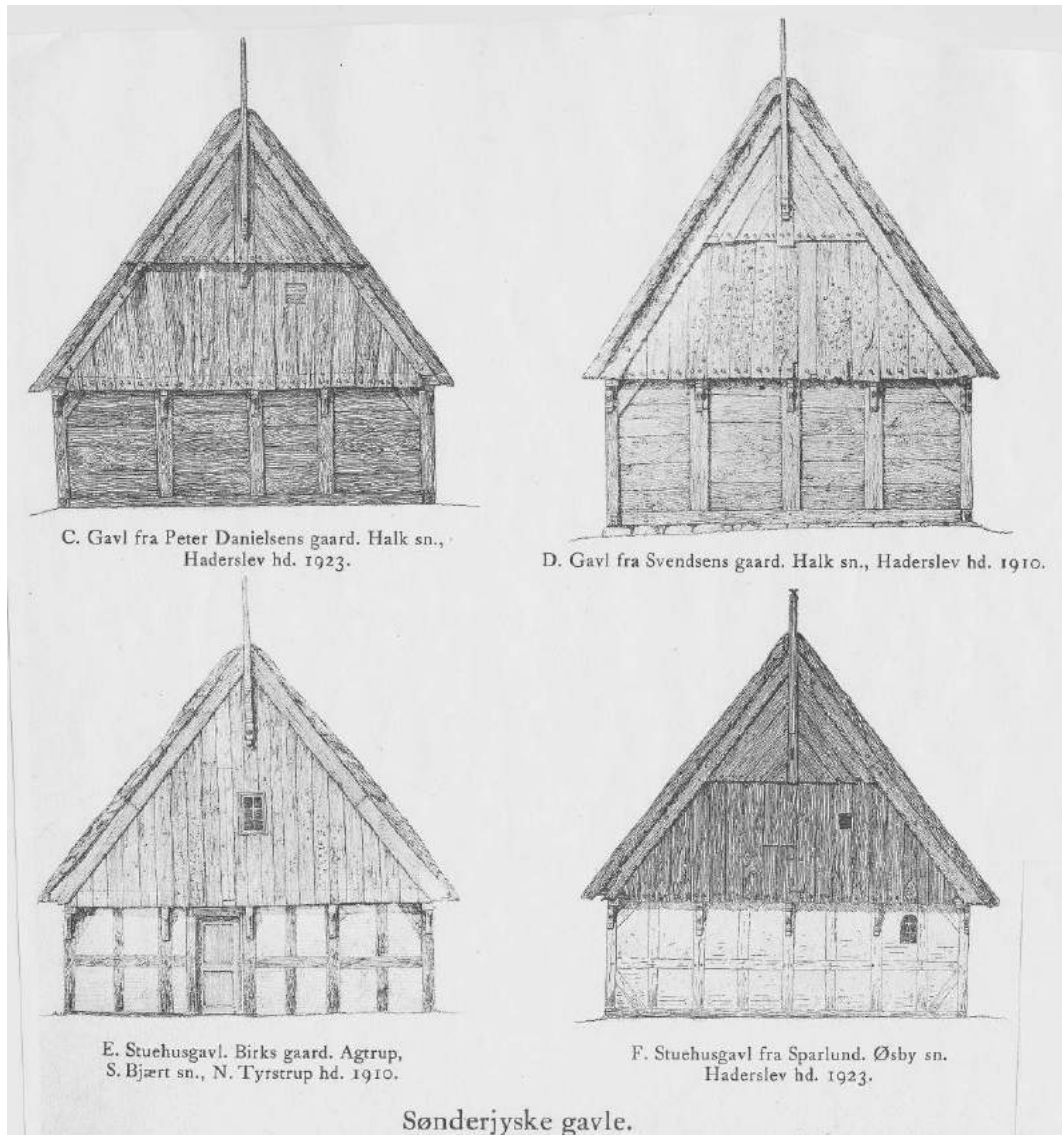 C. Gavl fra Peter Danielsens gaard. Halk sn.,
Haderslev hd. 1923.
D. Gavl fra Svendsens gaard. Halk sn., Haderslev hd. 1910.
E. Stuehusgavl. Birks gaard. Agtrup,
S. Bjært sn., N. Tyrstrup hd. 1910.
F. Stuehusgavl fra Sparlund. Øsby sn.
Haderslev hd. 1923.
Sønderjyske gavle.